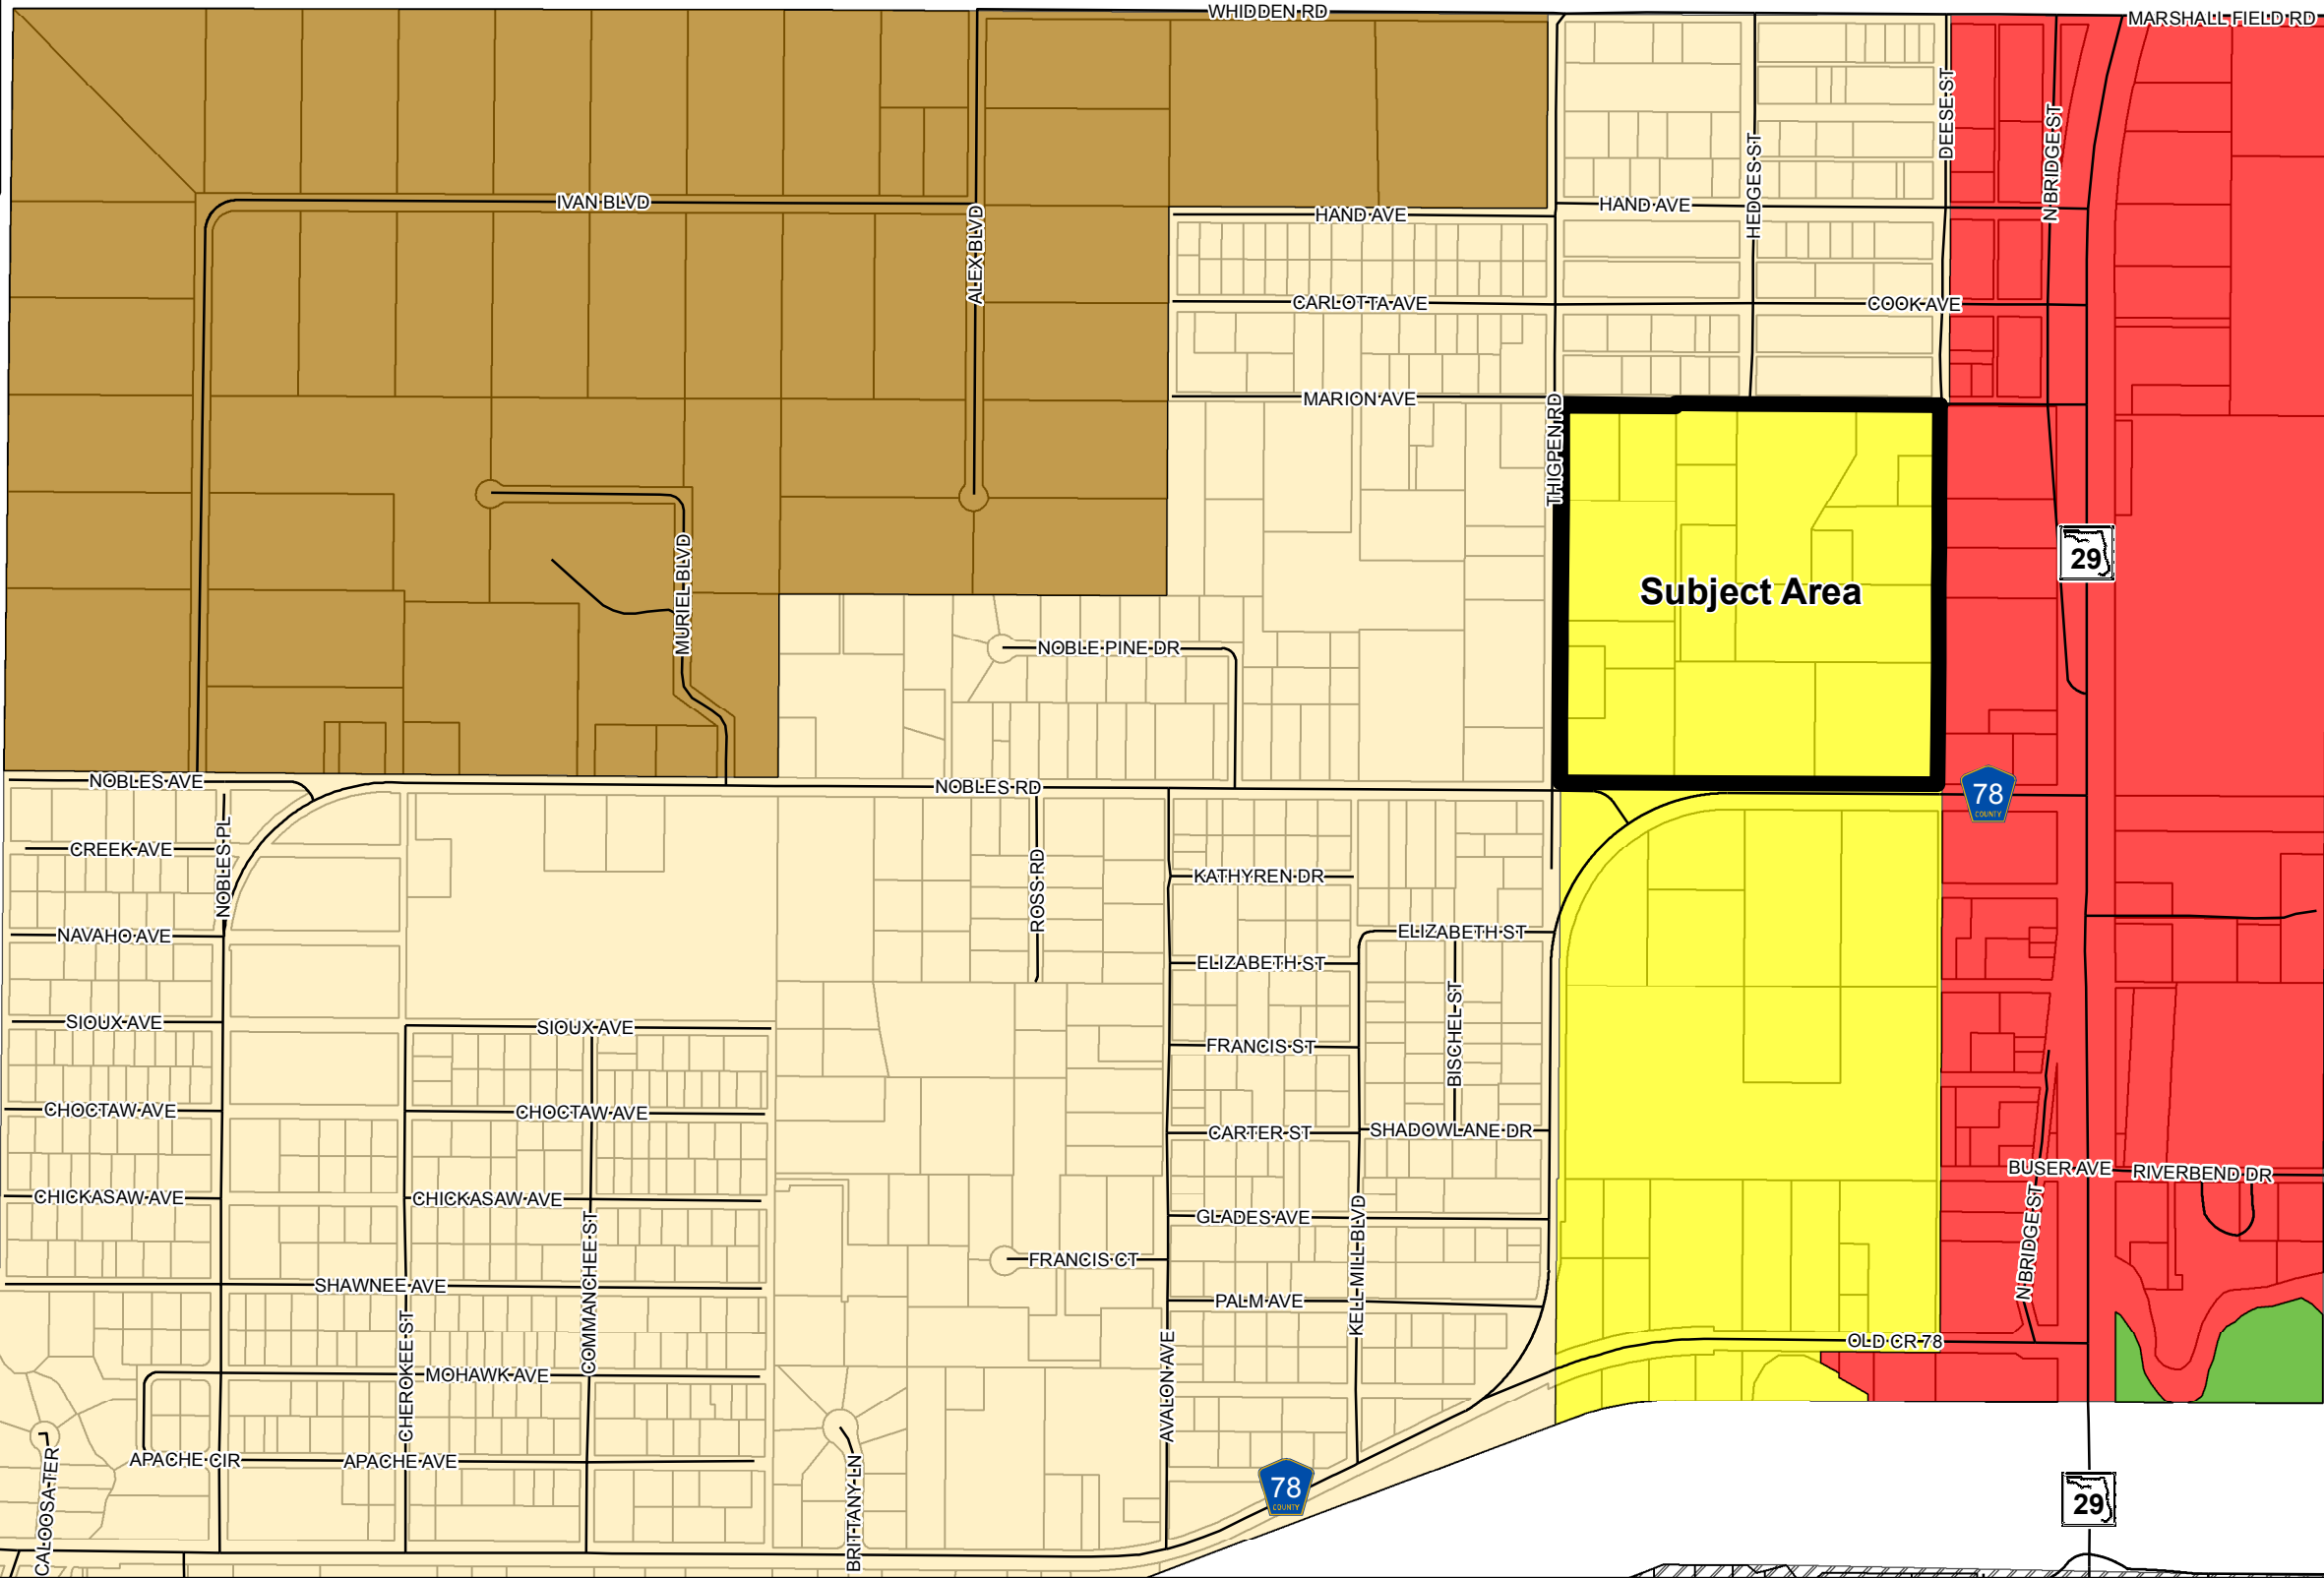 WHIDDEN RD
MARSHALL FIELD RD
DEESE ST
N BRIDGE ST
HEDGES ST
IVAN BLVD
ALEX BLVD
HAND AVE
HAND AVE
CARLOTTA AVE
COOK AVE
MARION AVE
THIGPEN RD
29
MURIEL BLVD
Subject Area
NOBLE PINE DR
NOBLES AVE
NOBLES RD
78
COUNTY
NOBLES PL
CREEK AVE
ROSS RD
KATHYREN DR
NAVAHO AVE
ELIZABETH ST
ELIZABETH ST
SIOUX AVE
SIOUX AVE
BISCHEL ST
FRANCIS ST
CHOCTAW AVE
CHOCTAW AVE
CARTER ST
SHADOWLANE DR
BUSER AVE
RIVERBEND DR
CHICKASAW AVE
CHICKASAW AVE
COMMANCHEE ST
KELL MILL BLVD
GLADES AVE
N BRIDGE ST
FRANCIS CT
SHAWNEE AVE
CHEROKEE ST
PALM AVE
AVALON AVE
OLD CR 78
MOHAWK AVE
CALOOSA TER
APACHE CIR
APACHE AVE
BRITTANY LN
78
COUNTY
29